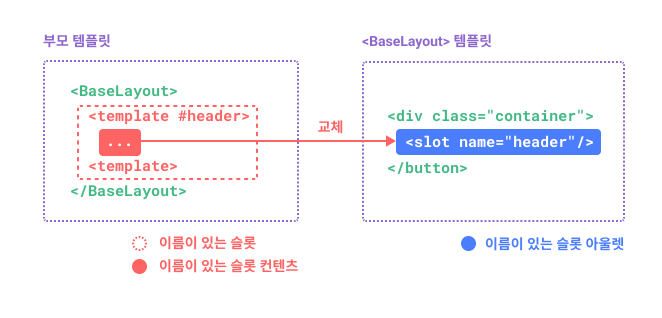 부모 템플릿
<BaseLayout>
<template #header>
...
<template>
</BaseLayout>
교체
<BaseLayout> 템플릿
<div class="container">
<slot name="header"/>
</button>
이름이 있는 슬롯
이름이 있는 슬롯 컨텐츠
이름이 있는 슬롯 아울렛